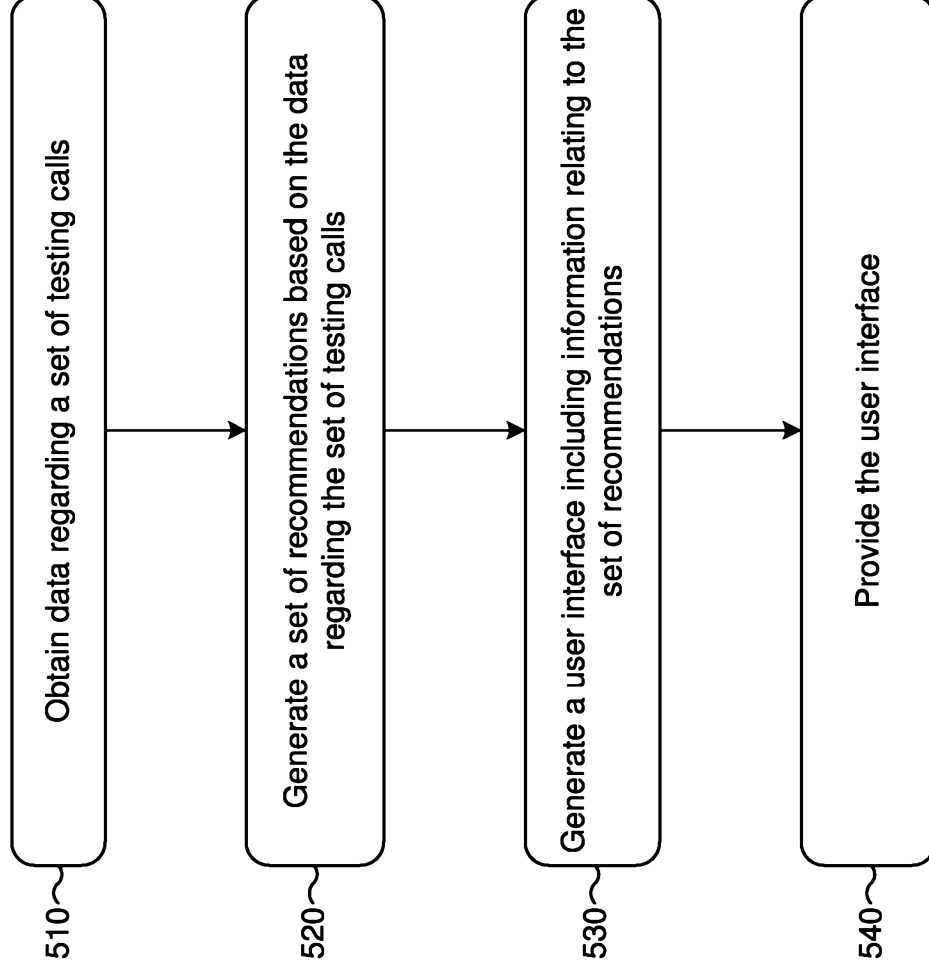 510
Obtain data regarding a set of testing calls
520
Generate a set of recommendations based on the data
regarding the set of testing calls
530
Generate a user interface including information relating to the
set of recommendations
540
Provide the user interface